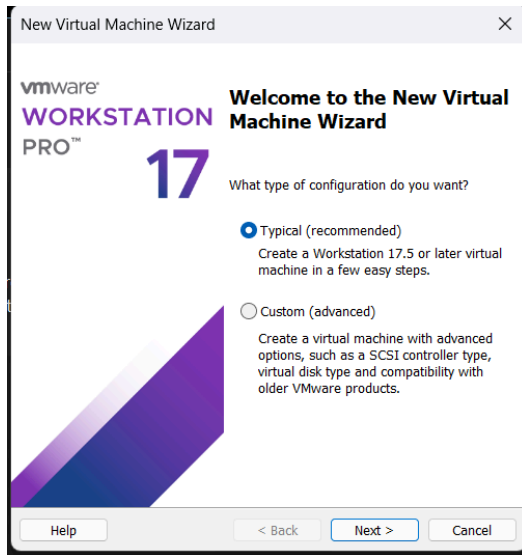 New Virtual Machine Wizard
vmware®
WORKSTATION
PRO™
17
Welcome to the New Virtual
Machine Wizard
What type of configuration do you want?
Typical (recommended)
Create a Workstation 17.5 or later virtual
machine in a few easy steps.
Custom (advanced)
Create a virtual machine with advanced
options, such as a SCSI controller type,
virtual disk type and compatibility with
older VMware products.
Help
< Back
Next >
Cancel